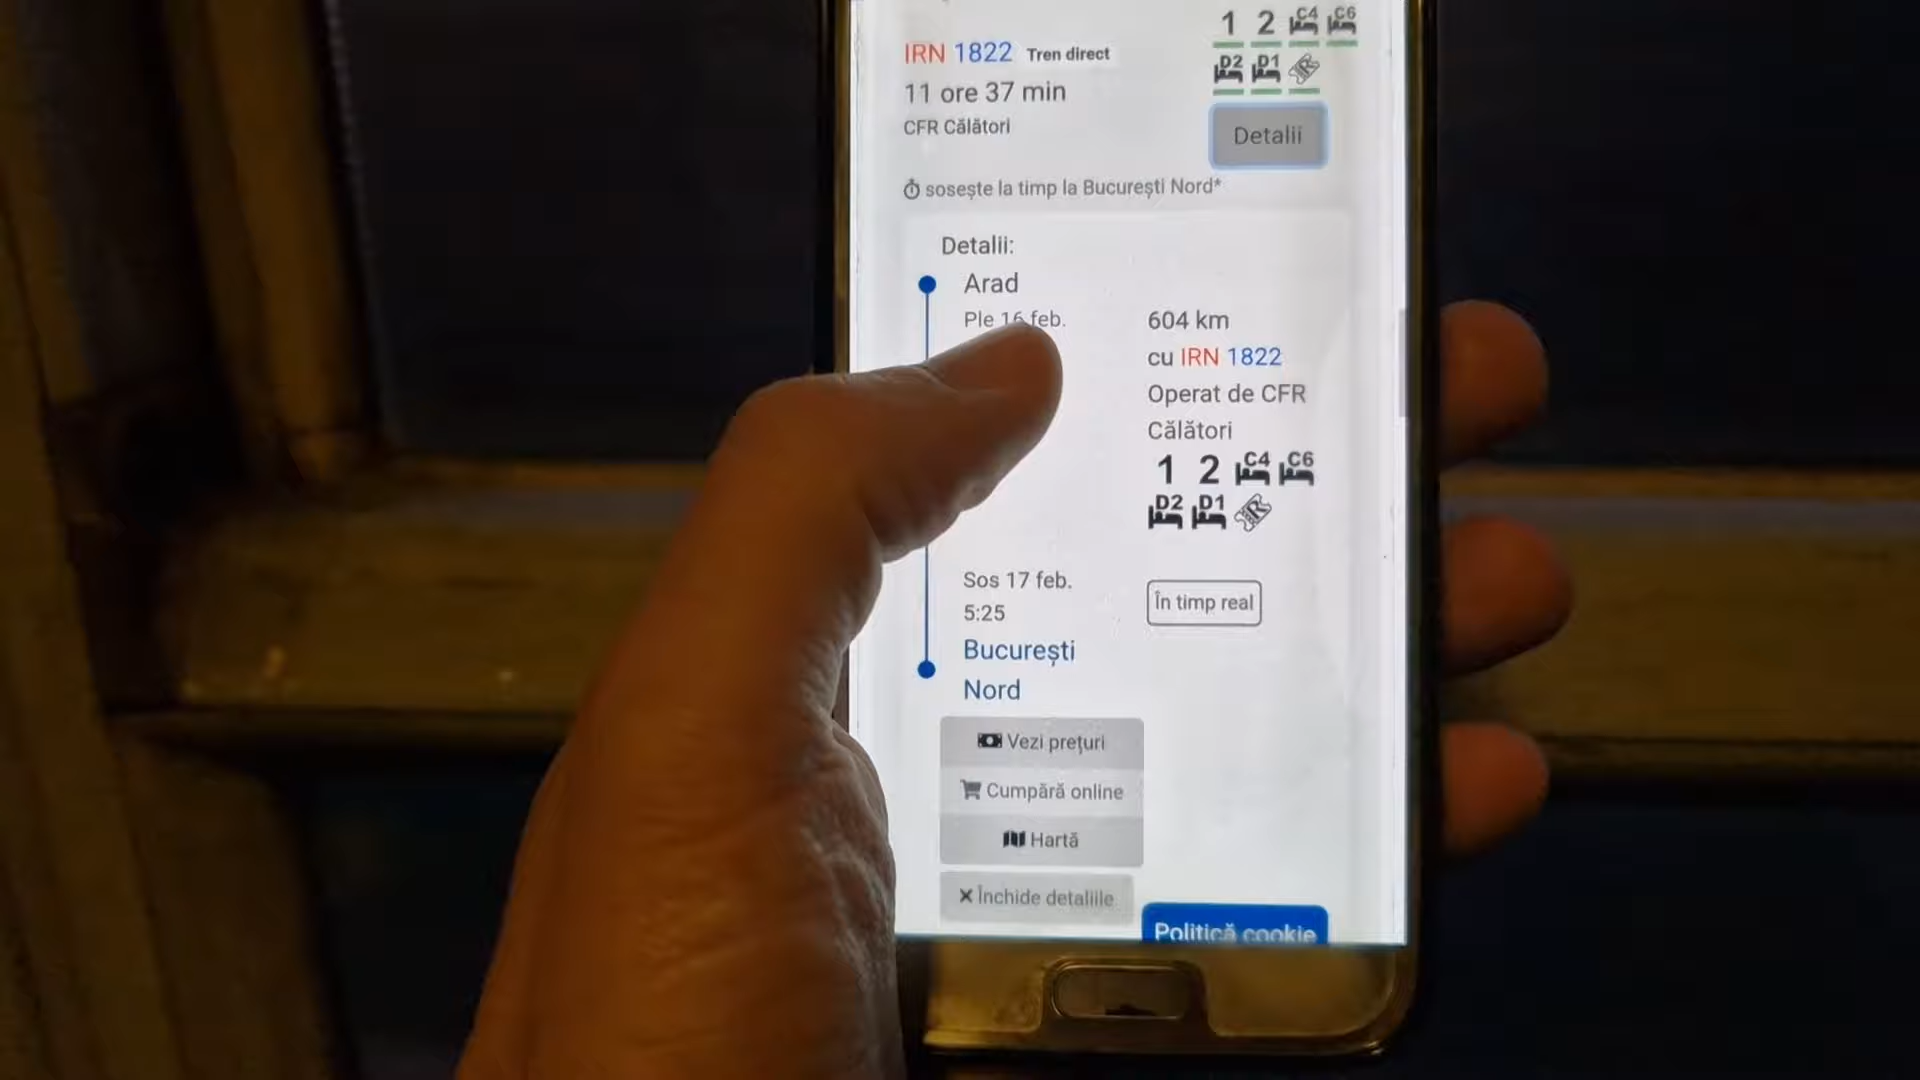 1 2 C4 C6
IRN 1822 Tren direct
D2 D1 R
11 ore 37 min
CFR Călători
Detalii
sosește la timp la București Nord*
Detalii:
Arad
Ple 16 feb.
604 km
cu IRN 1822
Operat de CFR
Călători
1 2 C4 C6
D2 D1 R
Sos 17 feb.
5:25
În timp real
București
Nord
Vezi prețuri
Cumpără online
Hartă
Închide detaliile
Politică cookie